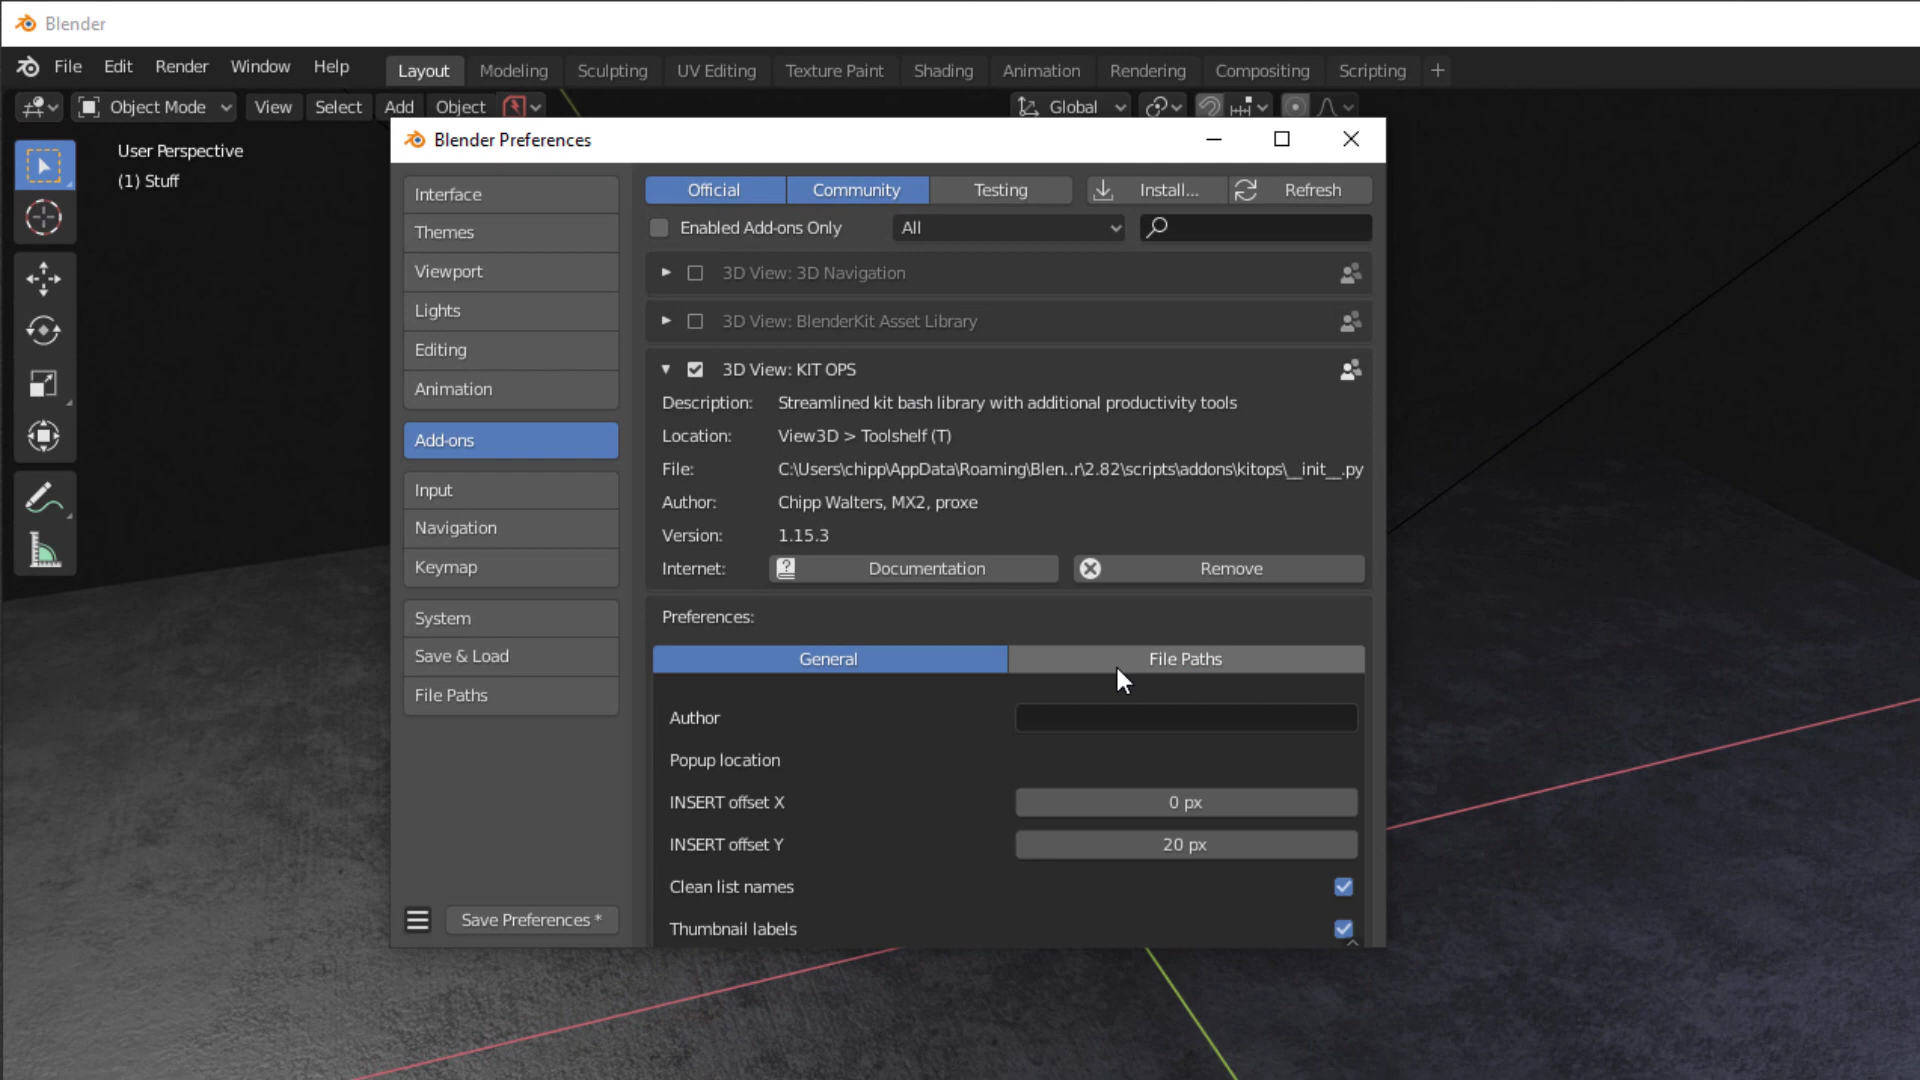 Blender
File Edit Render Window Help Layout Modeling Sculpting UV Editing Texture Paint Shading Animation Rendering Compositing Scripting +
Object Mode View Select Add Object Global
User Perspective
(1) Stuff
Blender Preferences
Interface
Themes
Viewport
Lights
Editing
Animation
Add-ons
Input
Navigation
Keymap
System
Save & Load
File Paths
Save Preferences *
Official Community Testing Install... Refresh
Enabled Add-ons Only All
3D View: 3D Navigation
3D View: BlenderKit Asset Library
3D View: KIT OPS
Description: Streamlined kit bash library with additional productivity tools
Location: View3D > Toolshelf (T)
File: C:\Users\chipp\AppData\Roaming\Blen..r\2.82\scripts\addons\kitops\__init__.py
Author: Chipp Walters, MX2, proxe
Version: 1.15.3
Internet: Documentation Remove
Preferences:
General File Paths
Author
Popup location
INSERT offset X 0 px
INSERT offset Y 20 px
Clean list names
Thumbnail labels